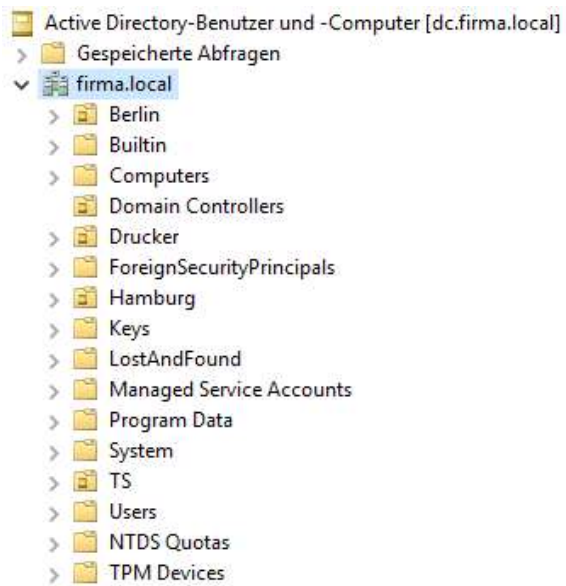 Active Directory-Benutzer und -Computer [dc.firma.local]
Gespeicherte Abfragen
firma.local
Berlin
Builtin
Computers
Domain Controllers
Drucker
ForeignSecurityPrincipals
Hamburg
Keys
LostAndFound
Managed Service Accounts
Program Data
System
TS
Users
NTDS Quotas
TPM Devices